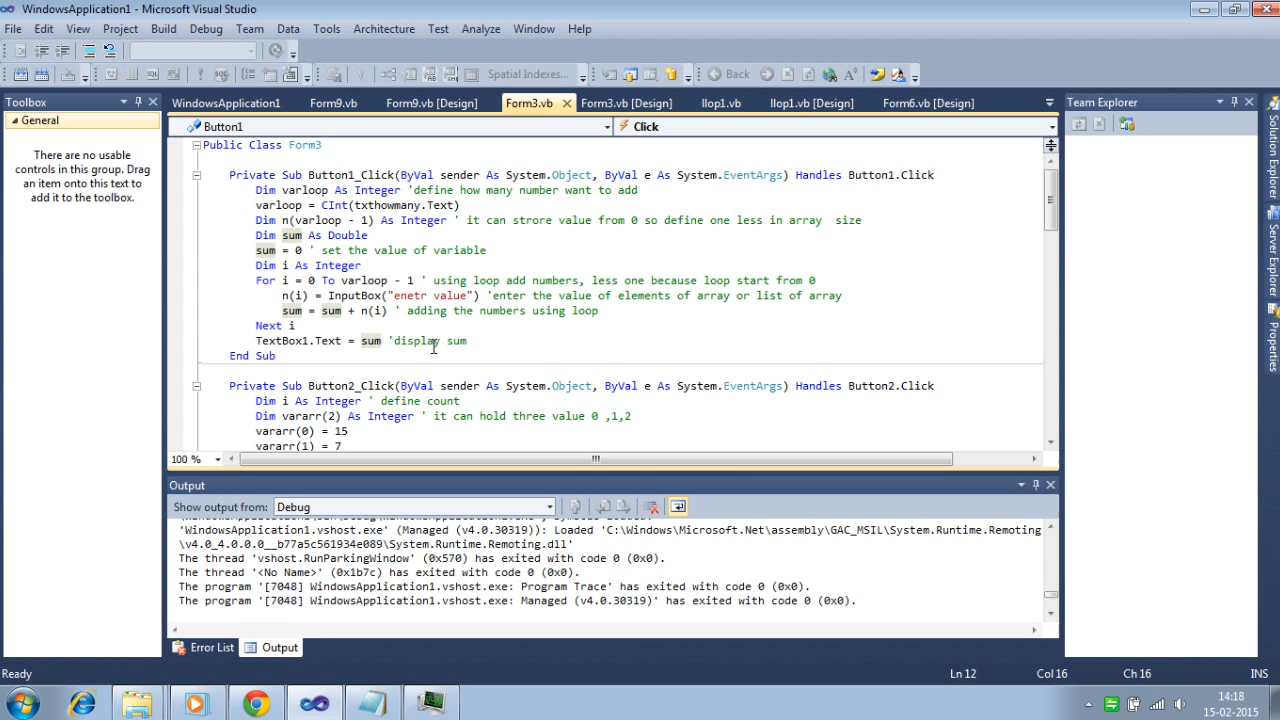 WindowsApplication1 - Microsoft Visual Studio
File Edit View Project Build Debug Team Data Tools Architecture Test Analyze Window Help
Spatial Indexes... Back
Toolbox
WindowsApplication1 Form9.vb Form9.vb [Design] Form3.vb Form3.vb [Design] llop1.vb llop1.vb [Design] Form6.vb [Design]
Team Explorer
General
There are no usable
controls in this group. Drag
an item onto this text to
add it to the toolbox.
Button1 Click
Public Class Form3
Private Sub Button1_Click(ByVal sender As System.Object, ByVal e As System.EventArgs) Handles Button1.Click
Dim varloop As Integer 'define how many number want to add
varloop = CInt(txthowmany.Text)
Dim n(varloop - 1) As Integer ' it can strore value from 0 so define one less in array  size
Dim sum As Double
sum = 0 ' set the value of variable
Dim i As Integer
For i = 0 To varloop - 1 ' using loop add numbers, less one because loop start from 0
n(i) = InputBox("enetr value") 'enter the value of elements of array or list of array
sum = sum + n(i) ' adding the numbers using loop
Next i
TextBox1.Text = sum 'display sum
End Sub
Private Sub Button2_Click(ByVal sender As System.Object, ByVal e As System.EventArgs) Handles Button2.Click
Dim i As Integer ' define count
Dim vararr(2) As Integer ' it can hold three value 0 ,1,2
vararr(0) = 15
vararr(1) = 7
100 %
Output
Show output from: Debug
'WindowsApplication1.vshost.exe' (Managed (v4.0.30319)): Loaded 'C:\Windows\Microsoft.Net\assembly\GAC_MSIL\System.Runtime.Remoting
\v4.0_4.0.0.0__b77a5c561934e089\System.Runtime.Remoting.dll'
The thread 'vshost.RunParkingWindow' (0x570) has exited with code 0 (0x0).
The thread '<No Name>' (0x1b7c) has exited with code 0 (0x0).
The program '[7048] WindowsApplication1.vshost.exe: Program Trace' has exited with code 0 (0x0).
The program '[7048] WindowsApplication1.vshost.exe: Managed (v4.0.30319)' has exited with code 0 (0x0).
Error List Output
Solution Explorer
Server Explorer
Properties
Ready Ln 12 Col 16 Ch 16 INS
14:18
15-02-2015